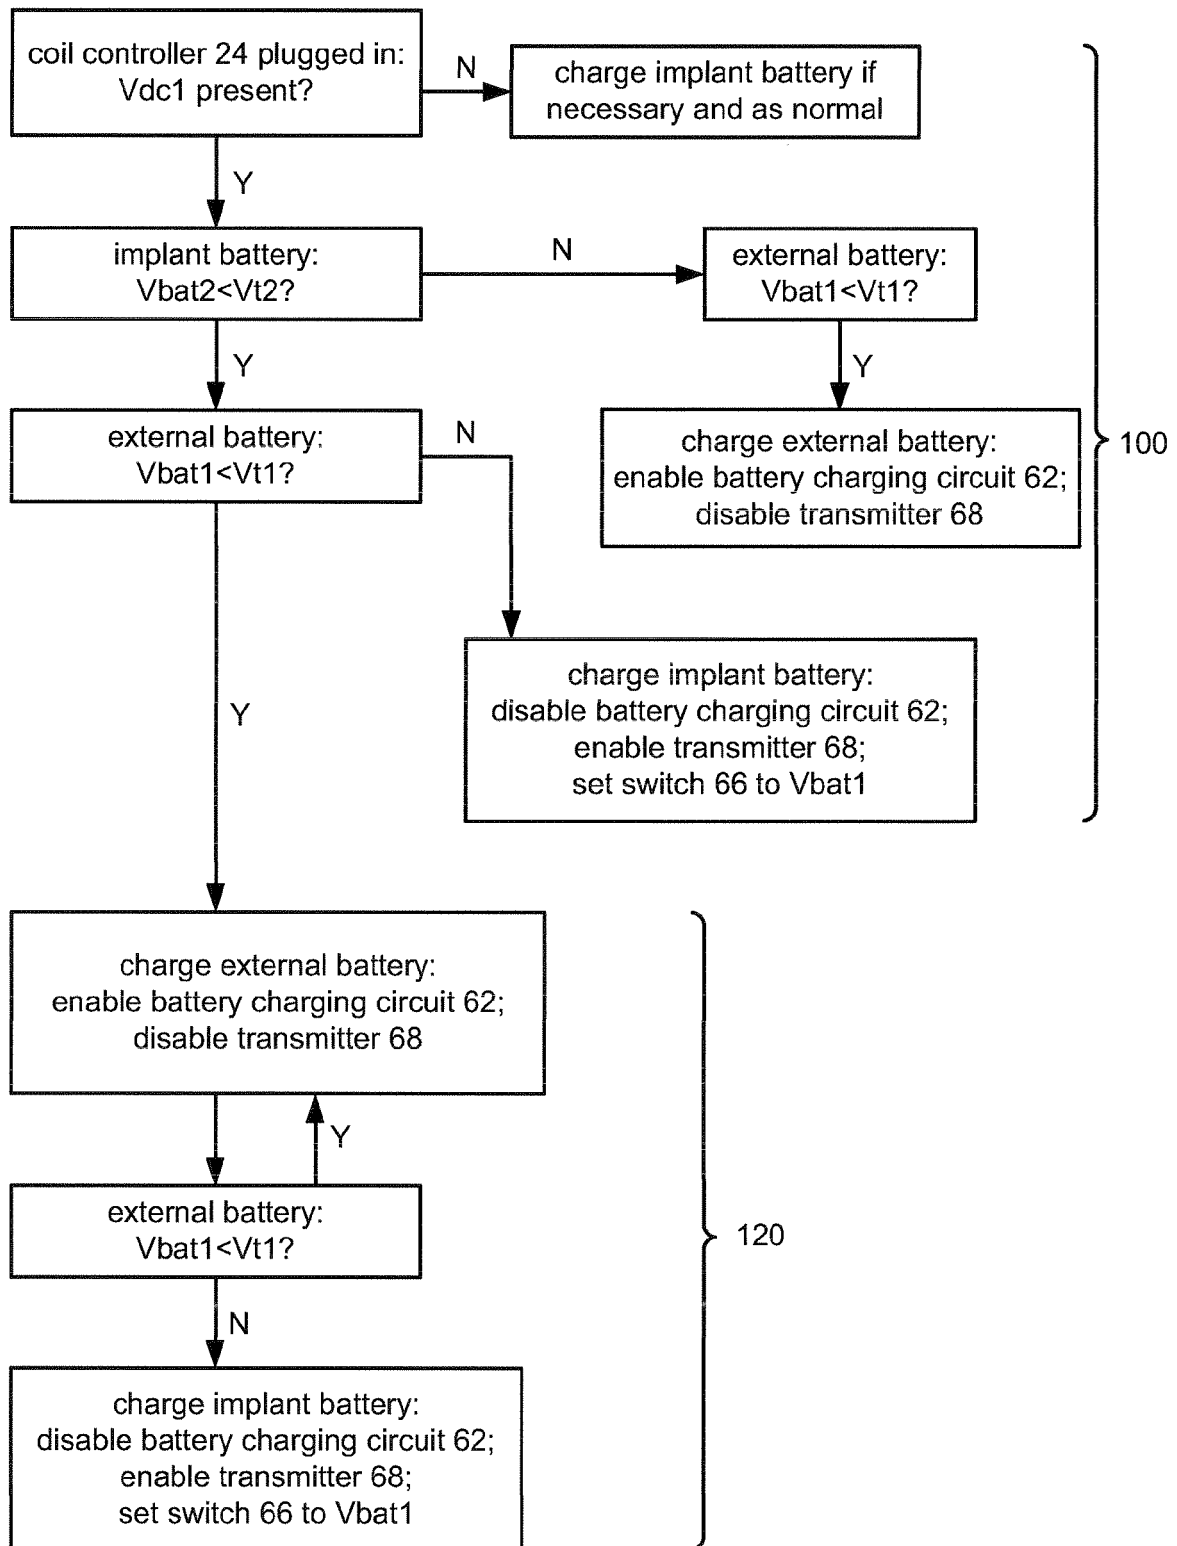 coil controller 24 plugged in:
Vdc1 present?
N
charge implant battery if
necessary and as normal
Y
implant battery:
Vbat2<Vt2?
N
external battery:
Vbat1<Vt1?
Y
Y
external battery:
Vbat1<Vt1?
N
charge external battery:
enable battery charging circuit 62;
disable transmitter 68
100
charge implant battery:
disable battery charging circuit 62;
enable transmitter 68;
set switch 66 to Vbat1
Y
charge external battery:
enable battery charging circuit 62;
disable transmitter 68
Y
external battery:
Vbat1<Vt1?
120
N
charge implant battery:
disable battery charging circuit 62;
enable transmitter 68;
set switch 66 to Vbat1